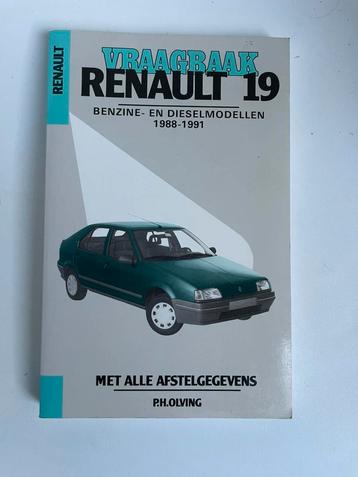 RENAULT
VRAAGBAAK
RENAULT 19
BENZINE- EN DIESELMODELLEN
1988-1991
MET ALLE AFSTELGEGEVENS
P.H.OLVING